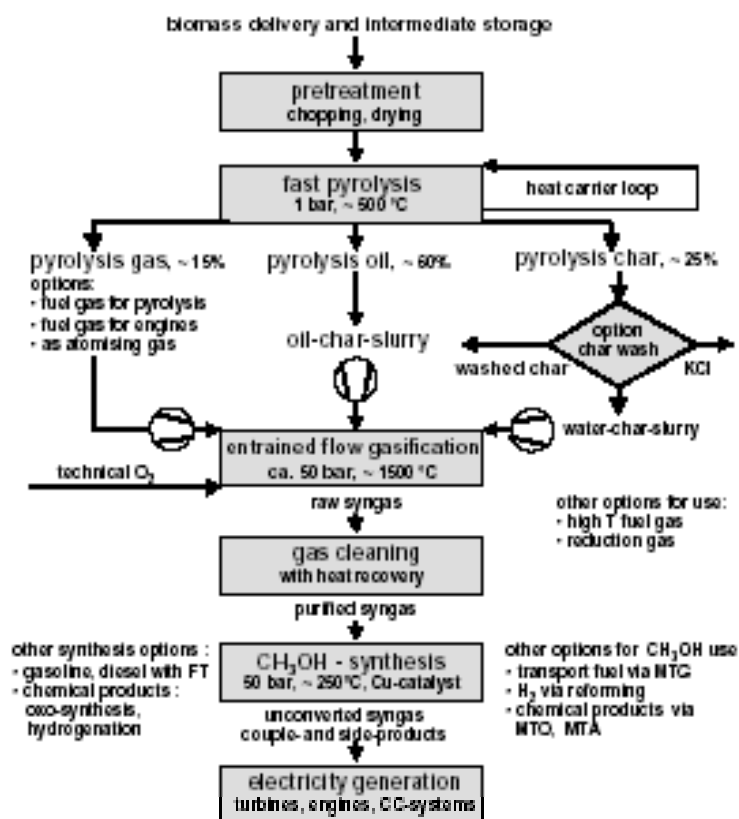 biomass delivery and intermediate storage
pretreatment
chopping, drying
fast pyrolysis
1 bar, ~ 500 °C
heat carrier loop
pyrolysis gas, ~ 15%
options:
• fuel gas for pyrolysis
• fuel gas for engines
• as atomising gas
pyrolysis oil, ~ 60%
oil-char-slurry
pyrolysis char, ~ 25%
option
char wash
washed char
KCl
water-char-slurry
entrained flow gasification
ca. 50 bar, ~ 1500 °C
technical O₂
raw syngas
other options for use:
• high T fuel gas
• reduction gas
gas cleaning
with heat recovery
purified syngas
other synthesis options :
• gasoline, diesel with FT
• chemical products :
oxo-synthesis,
hydrogenation
CH₃OH - synthesis
50 bar, ~ 250°C, Cu-catalyst
other options for CH₃OH use
• transport fuel via MTG
• H₂ via reforming
• chemical products via
MTO, MTA
unconverted syngas
couple- and side-products
electricity generation
turbines, engines, CC-systems